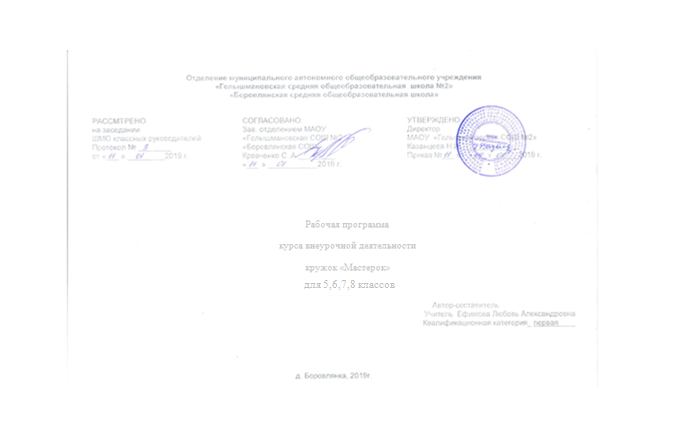 Отделение муниципального автономного общеобразовательного учреждения
«Голышмановская средняя общеобразовательная школа №2»
«Боровлянская средняя общеобразовательная школа»
РАССМОТРЕНО
на заседании
ШМО классных руководителей
Протокол №
от « » 2019 г.
СОГЛАСОВАНО
Зав. отделением МАОУ
«Голышмановская СОШ №2»
«Боровлянская СОШ»
Кравченко С. А.
« » 2019 г.
УТВЕРЖДЕНО
Директор
МАОУ «Голышмановская СОШ №2»
Казанцева
Приказ № 2019 г.
Рабочая программа
курса внеурочной деятельности
кружок «Мастерок»
для 5,6,7,8 классов
Автор-составитель
Учитель Ефимова Любовь Александровна
Квалификационная категория_ первая
д. Боровлянка, 2019г.